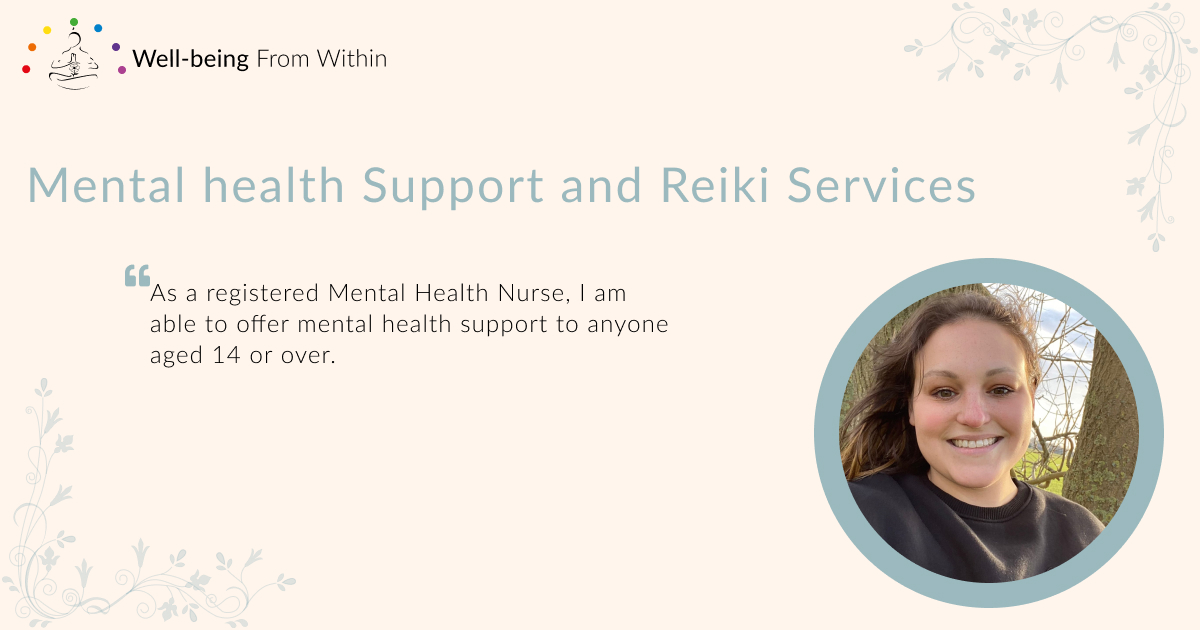 Well-being From Within
Mental health Support and Reiki Services
“As a registered Mental Health Nurse, I am
able to offer mental health support to anyone
aged 14 or over.